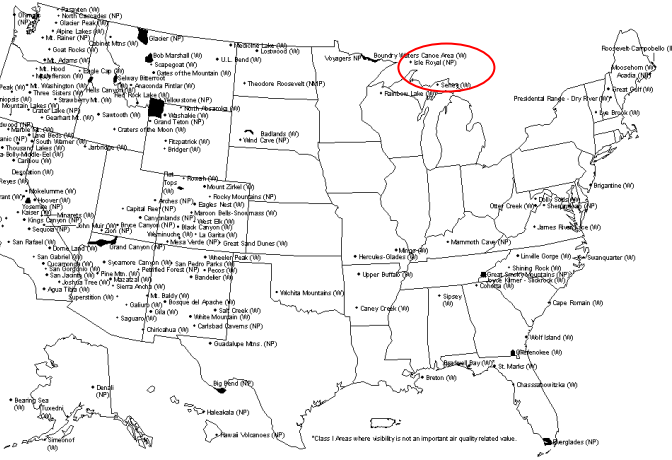 Pasayten (W)
North Cascades (NP)
Glacier Peak (W)
Alpine Lakes (W)
Mt. Rainer (NP)
Goat Rocks (W)
Mt. Adams (W)
Cabinet Mtns (W)
Glacier (NP)
Bob Marshall (W)
Scapegoat (W)
Gates of the Mountain (W)
Medicine Lake (W)
Lostwood (W)
U.L. Bend (W)
Theodore Roosevelt (NMP)
Voyagers NP
Boundry Waters Canoe Area (W)
Isle Royal (NP)
Seney (W)
Rainbow Lake (W)
Roosevelt Campobello (I
Moosehorn (W)
Acadia (NP)
Great Gulf (W)
Presidential Range - Dry River (W)
Lye Brook (W)
Eagle Cap (W)
Selway Bitterroot
Hells Canyon (W)
Anaconda Pintlar (W)
Red Rock Lake (W)
Mt. Washington (W)
Three Sisters (W)
Strawberry Mt. (W)
Mountain Lakes (W)
Crater Lake (NP)
Gearhart Mt. (W)
Yellowstone (NP)
North Absaroka (W)
Washakie (W)
Grand Teton (NP)
Sawtooth (W)
Craters of the Moon (W)
Fitzpatrick (W)
Bridger (W)
Badlands (W)
Wind Cave (NP)
Marble Mt. (W)
Lava Beds (W)
South Warner (W)
Thousand Lakes (W)
a-Bolly-Middle-Eel (W)
Caribou (W)
Jarbridge (W)
Desolation (W)
Reyes (W)
Mokelumne (W)
Hoover (W)
Yosemite (NP)
Kaiser (W)
Minarets (W)
Kings Canyon (NP)
Sequoia (NP)
John Muir (W)
San Rafael (W)
Dome Land (W)
San Gabriel (W)
Cucamonga (W)
San Gorgonio (W)
San Jacinto (W)
Joshua Tree (W)
Agua Tibia (W)
Flat
Tops
(W)
Rawah (W)
Mount Zirkel (W)
Rocky Mountains (NP)
Eagles Nest (W)
Maroon Bells-Snowmass (W)
West Elk (W)
Black Canyon (W)
La Garita (W)
Weminuche (W)
Mesa Verde (NP)
Great Sand Dunes (W)
Arches (NP)
Capital Reef (NP)
Canyonlands (NP)
Bryce Canyon (NP)
Zion (NP)
Grand Canyon (NP)
Sycamore Canyon (W)
Petrified Forest (NP)
Pine Mtn. (W)
Mazatzal (W)
Sierra Ancha (W)
Superstition (W)
Mt. Baldy (W)
Galiuro (W)
Gila (W)
Saguaro (W)
Chiricahua (W)
Wheeler Peak (W)
San Pedro Parks (W)
Pecos (W)
Bandelier (W)
Bosque del Apache (W)
Salt Creek (W)
White Mountain (W)
Carlsbad Caverns (NP)
Guadalupe Mtns. (NP)
Wichita Mountains (W)
Big Bend (NP)
Hercules-Glades (W)
Mingo (W)
Upper Buffalo (W)
Caney Creek (W)
Mammoth Cave (NP)
Dolly Sods (W)
Otter Creek (W)
Shenandoah (NP)
James River Face (W)
Brigantine (W)
Linville Gorge (W)
Swanquarter (W)
Shining Rock (W)
Great Smoky Mountains (NP)
Joyce Kilmer - Slickrock (W)
Cohutta (W)
Sipsey
(W)
Cape Romain (W)
Wolf Island (W)
Okefenokee (W)
Bradwell Bay (W)
St. Marks (W)
Breton (W)
Chassahowitzka (W)
Everglades (NP)
Bearing Sea
(W)
Denali
(NP)
Tuxedni
(W)
Simeonof
(W)
Haleakala (NP)
Hawaii Volcanoes (NP)
*Class I Areas where visibility is not an important air quality related value.